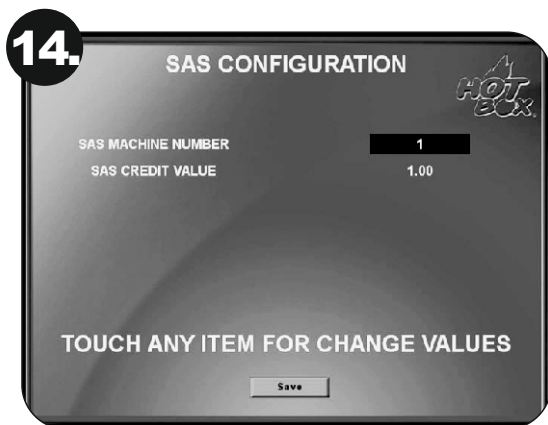 14.
SAS CONFIGURATION
HOT
BOX
SAS MACHINE NUMBER 1
SAS CREDIT VALUE 1.00
TOUCH ANY ITEM FOR CHANGE VALUES
Save